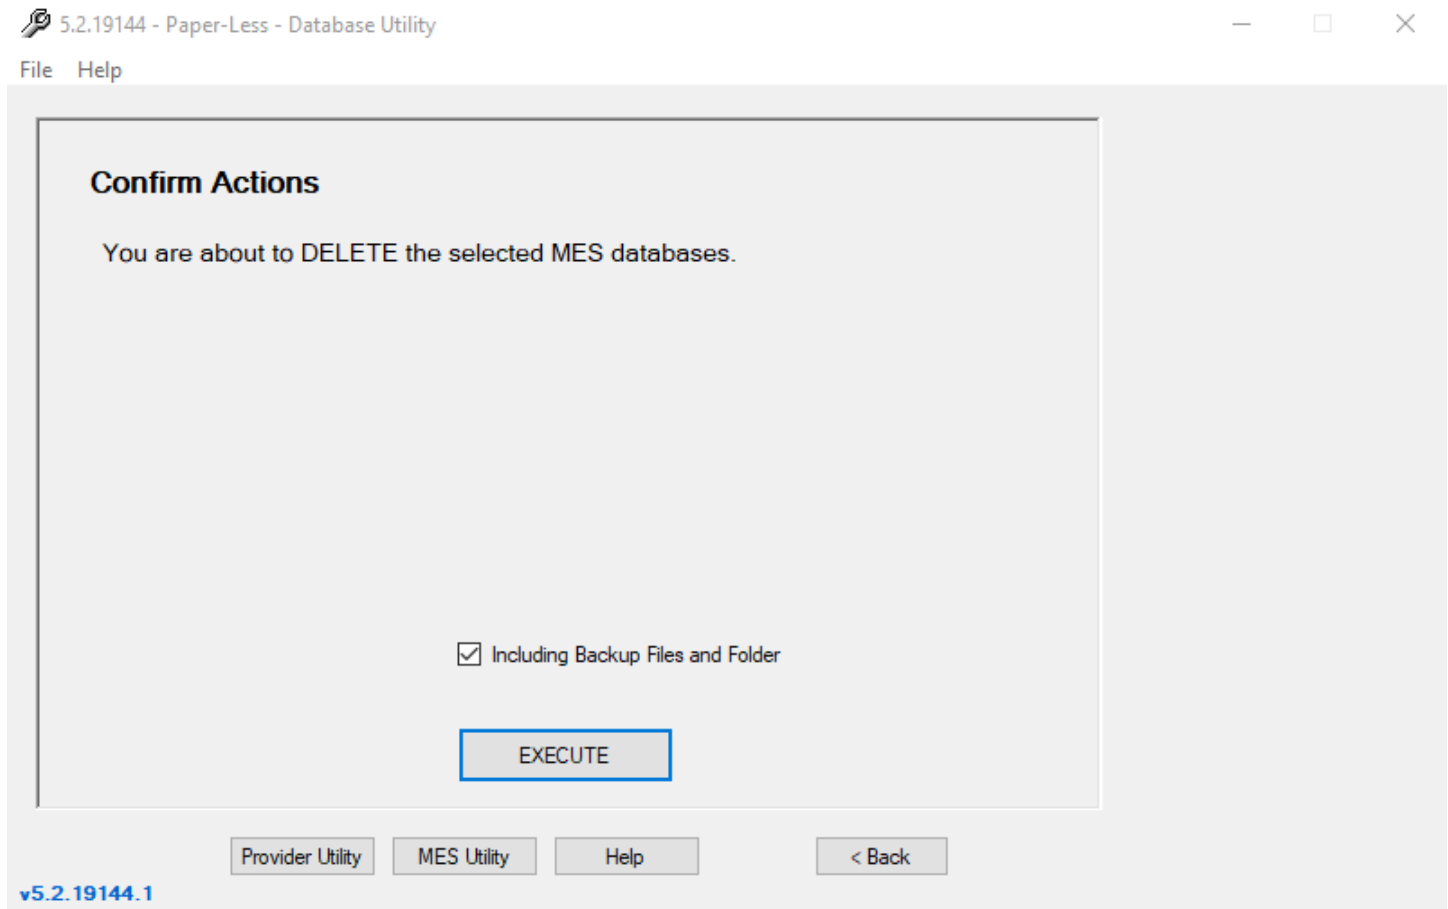 5.2.19144 - Paper-Less - Database Utility
File Help
Confirm Actions
You are about to DELETE the selected MES databases.
Including Backup Files and Folder
EXECUTE
Provider Utility MES Utility Help < Back
v5.2.19144.1